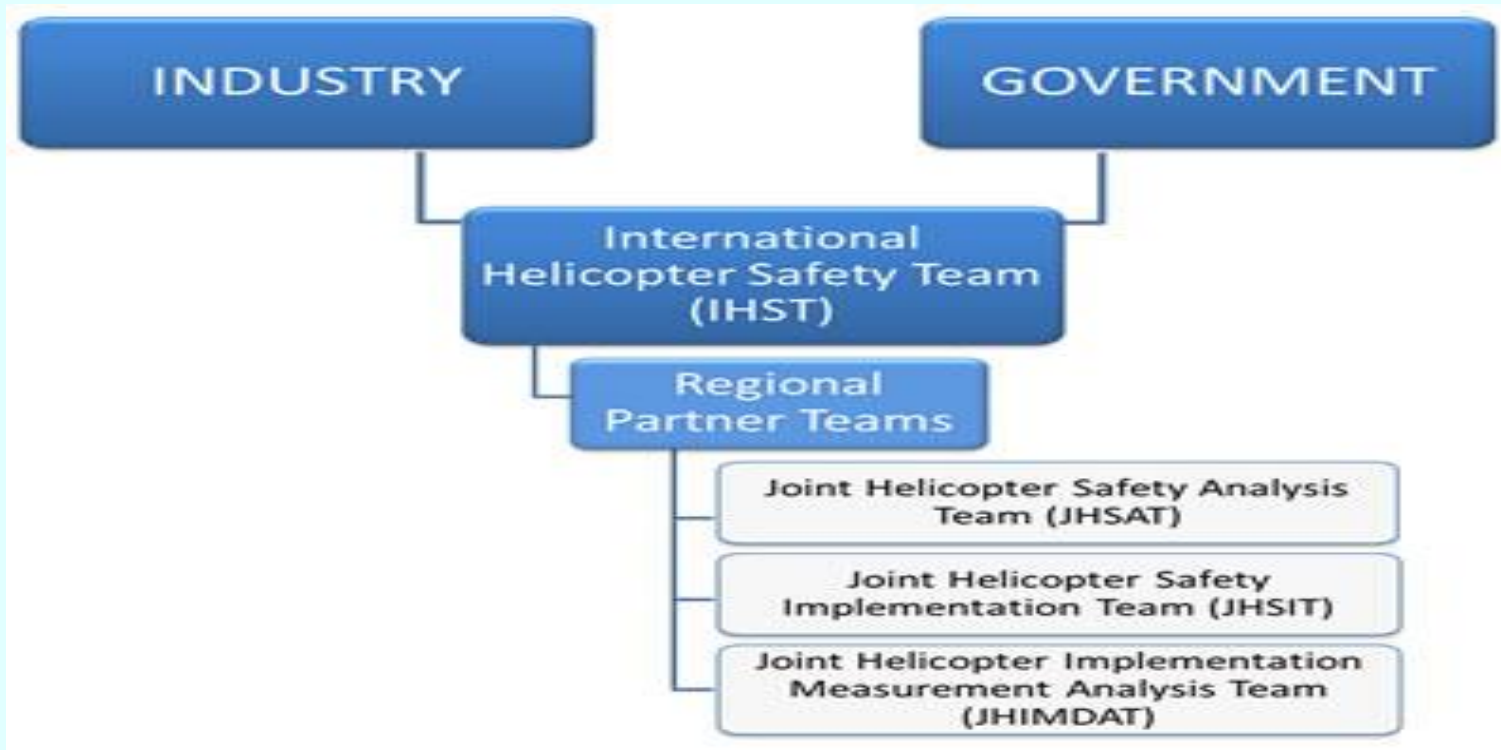 INDUSTRY
GOVERNMENT
International
Helicopter Safety Team
(IHST)
Regional
Partner Teams
Joint Helicopter Safety Analysis
Team (JHSAT)
Joint Helicopter Safety
Implementation Team (JHSIT)
Joint Helicopter Implementation
Measurement Analysis Team
(JHIMDAT)